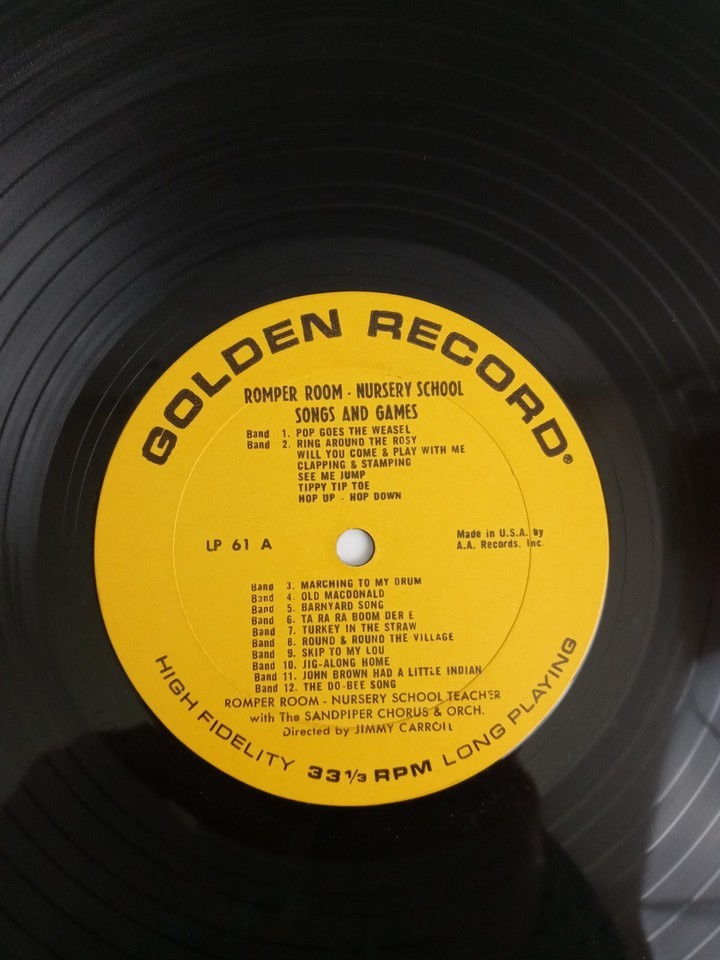 GOLDEN RECORD®
ROMPER ROOM - NURSERY SCHOOL
SONGS AND GAMES
Band 1. POP GOES THE WEASEL
Band 2. RING AROUND THE ROSY
WILL YOU COME & PLAY WITH ME
CLAPPING & STAMPING
SEE ME JUMP
TIPPY TIP TOE
HOP UP - HOP DOWN
LP 61 A
Made in U.S.A. by
A.A. Records, Inc.
Band 3. MARCHING TO MY DRUM
Band 4. OLD MACDONALD
Band 5. BARNYARD SONG
Band 6. TA RA RA BOOM DER E
Band 7. TURKEY IN THE STRAW
Band 8. ROUND & ROUND THE VILLAGE
Band 9. SKIP TO MY LOU
Band 10. JIG-ALONG HOME
Band 11. JOHN BROWN HAD A LITTLE INDIAN
Band 12. THE DO-BEE SONG
ROMPER ROOM - NURSERY SCHOOL TEACHER
with The SANDPIPER CHORUS & ORCH.
Directed by JIMMY CARROLL
HIGH FIDELITY 33 1/3 RPM LONG PLAYING